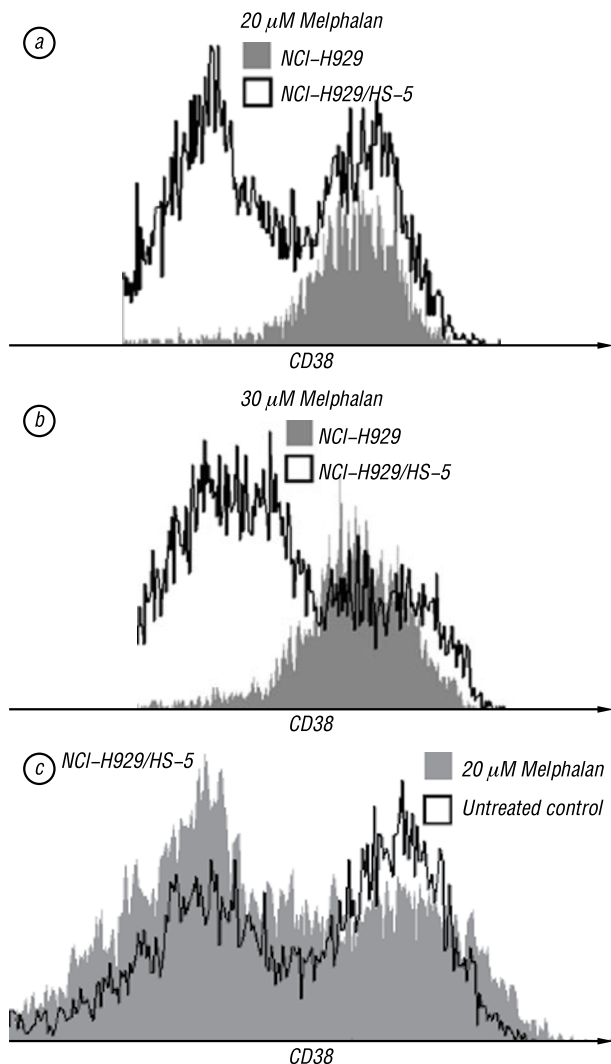 a
20 μM Melphalan
NCI–H929
NCI–H929/HS–5
CD38
b
30 μM Melphalan
NCI–H929
NCI–H929/HS–5
CD38
c
NCI–H929/HS–5
20 μM Melphalan
Untreated control
CD38